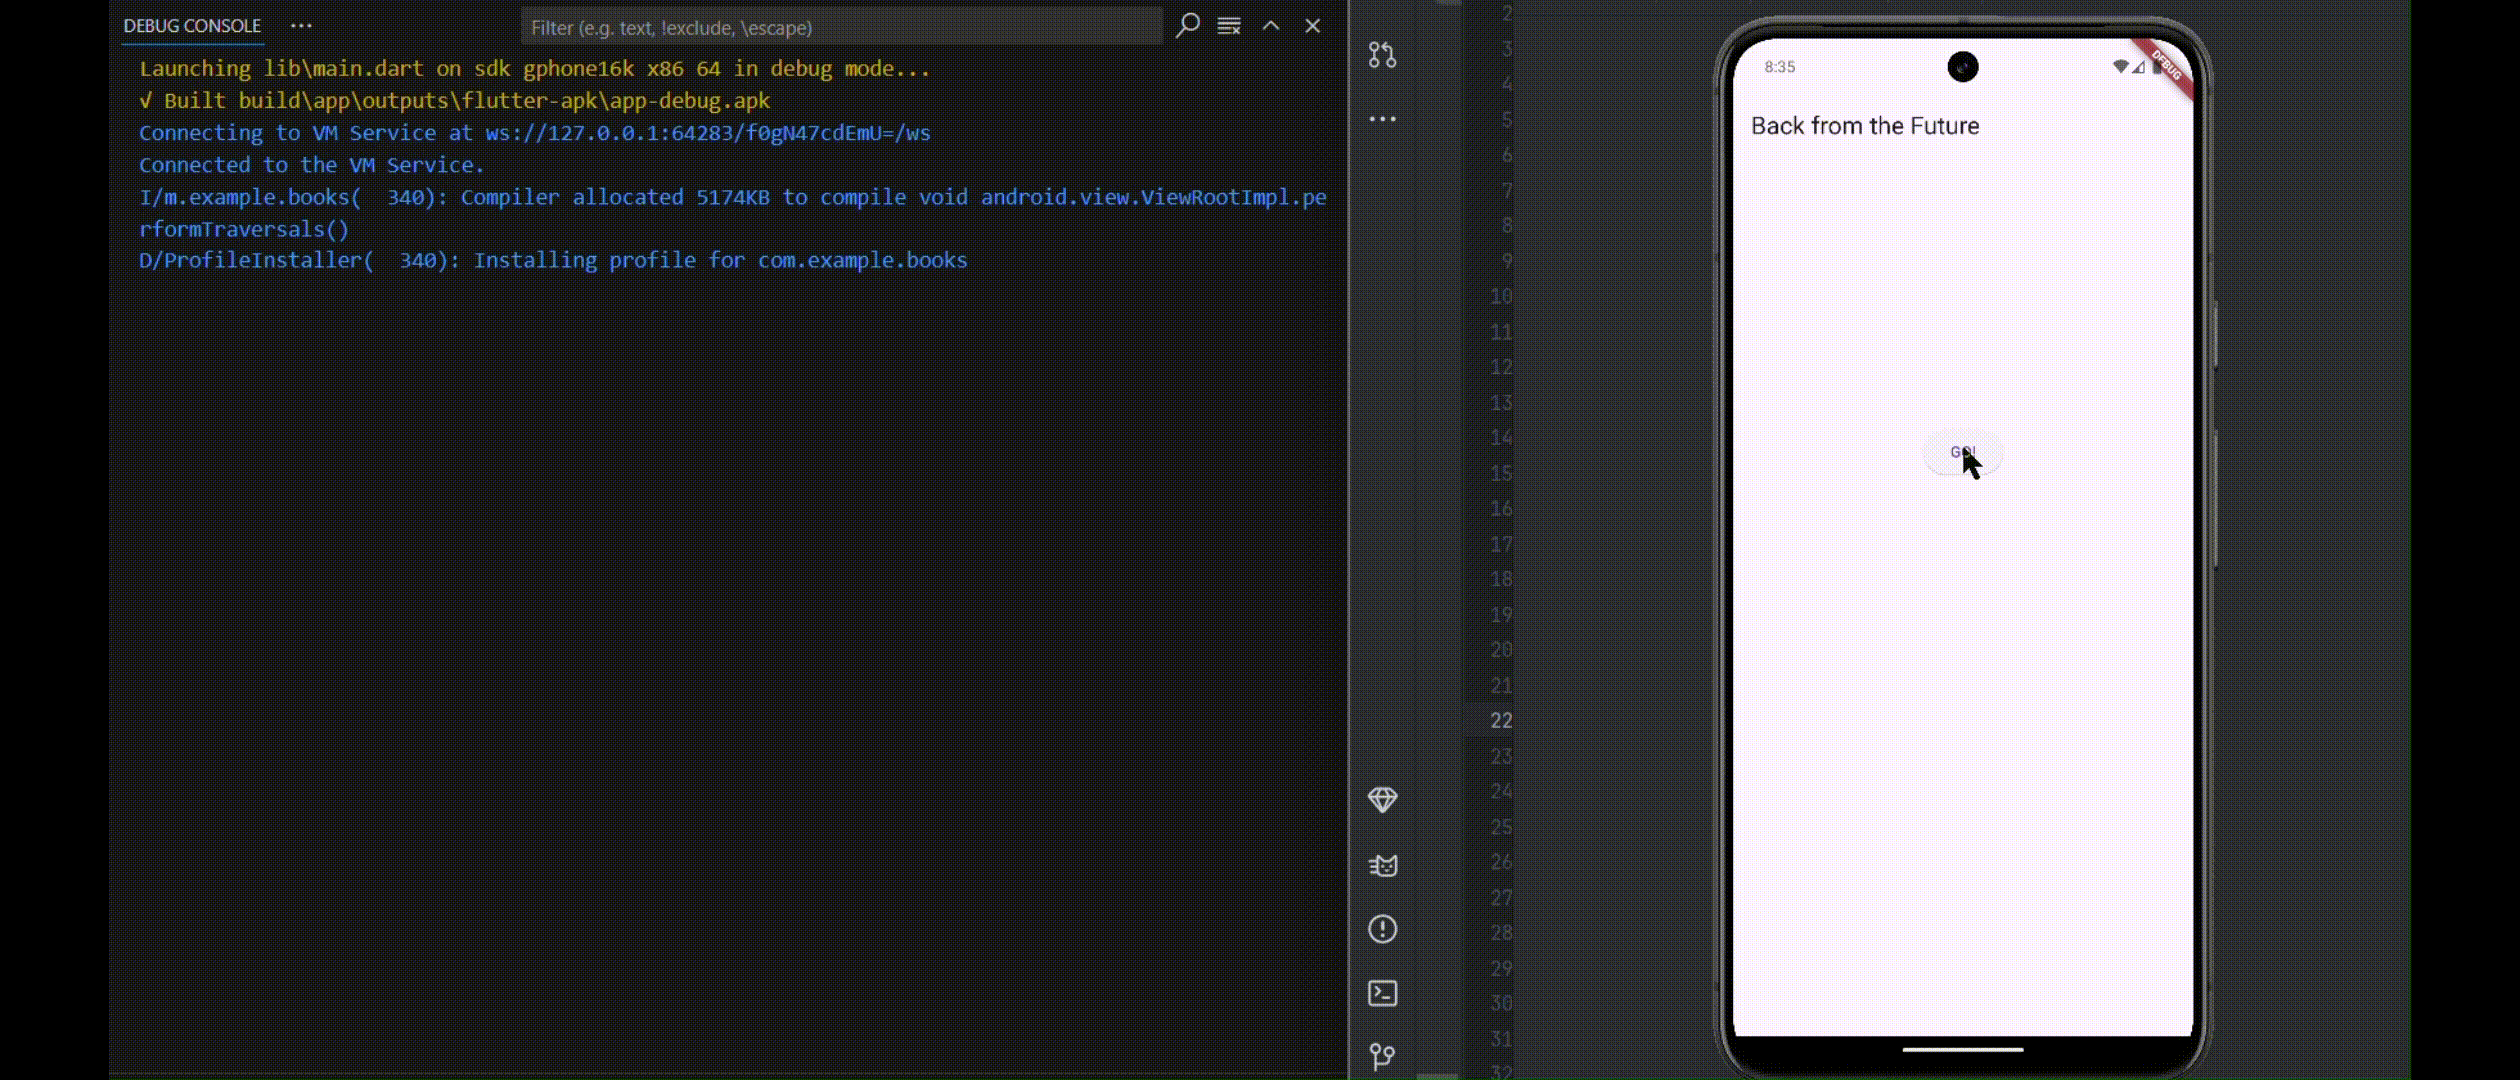 DEBUG CONSOLE
Filter (e.g. text, !exclude, \escape)
Launching lib\main.dart on sdk gphone16k x86 64 in debug mode...
√ Built build\app\outputs\flutter-apk\app-debug.apk
Connecting to VM Service at ws://127.0.0.1:64283/f0gN47cdEmU=/ws
Connected to the VM Service.
I/m.example.books(  340): Compiler allocated 5174KB to compile void android.view.ViewRootImpl.pe
rformTraversals()
D/ProfileInstaller(  340): Installing profile for com.example.books
2
3
4
5
6
7
8
9
10
11
12
13
14
15
16
17
18
19
20
21
22
23
24
25
26
27
28
29
30
31
32
8:35
DEBUG
Back from the Future
GO!